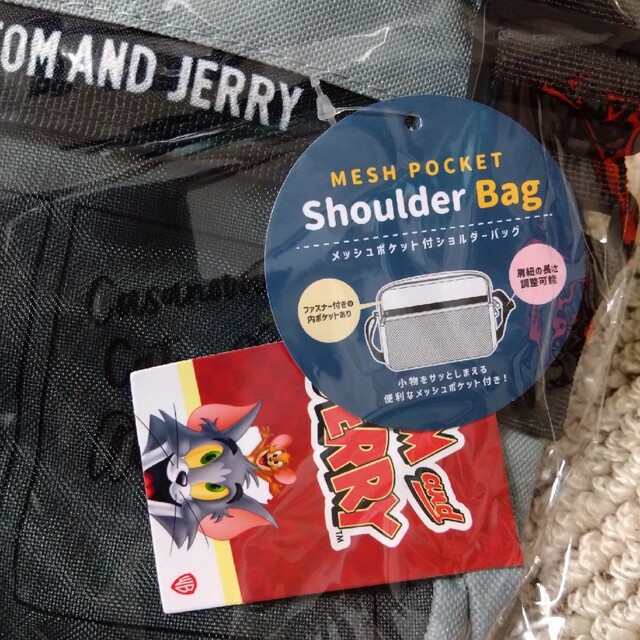 TOM AND JERRY
MESH POCKET
Shoulder Bag
メッシュポケット付ショルダーバッグ
ファスナー付きの
内ポケットあり
肩紐の長さ
調整可能
小物をサッとしまえる
便利なメッシュポケット付き!
M and
ERRY™
WB